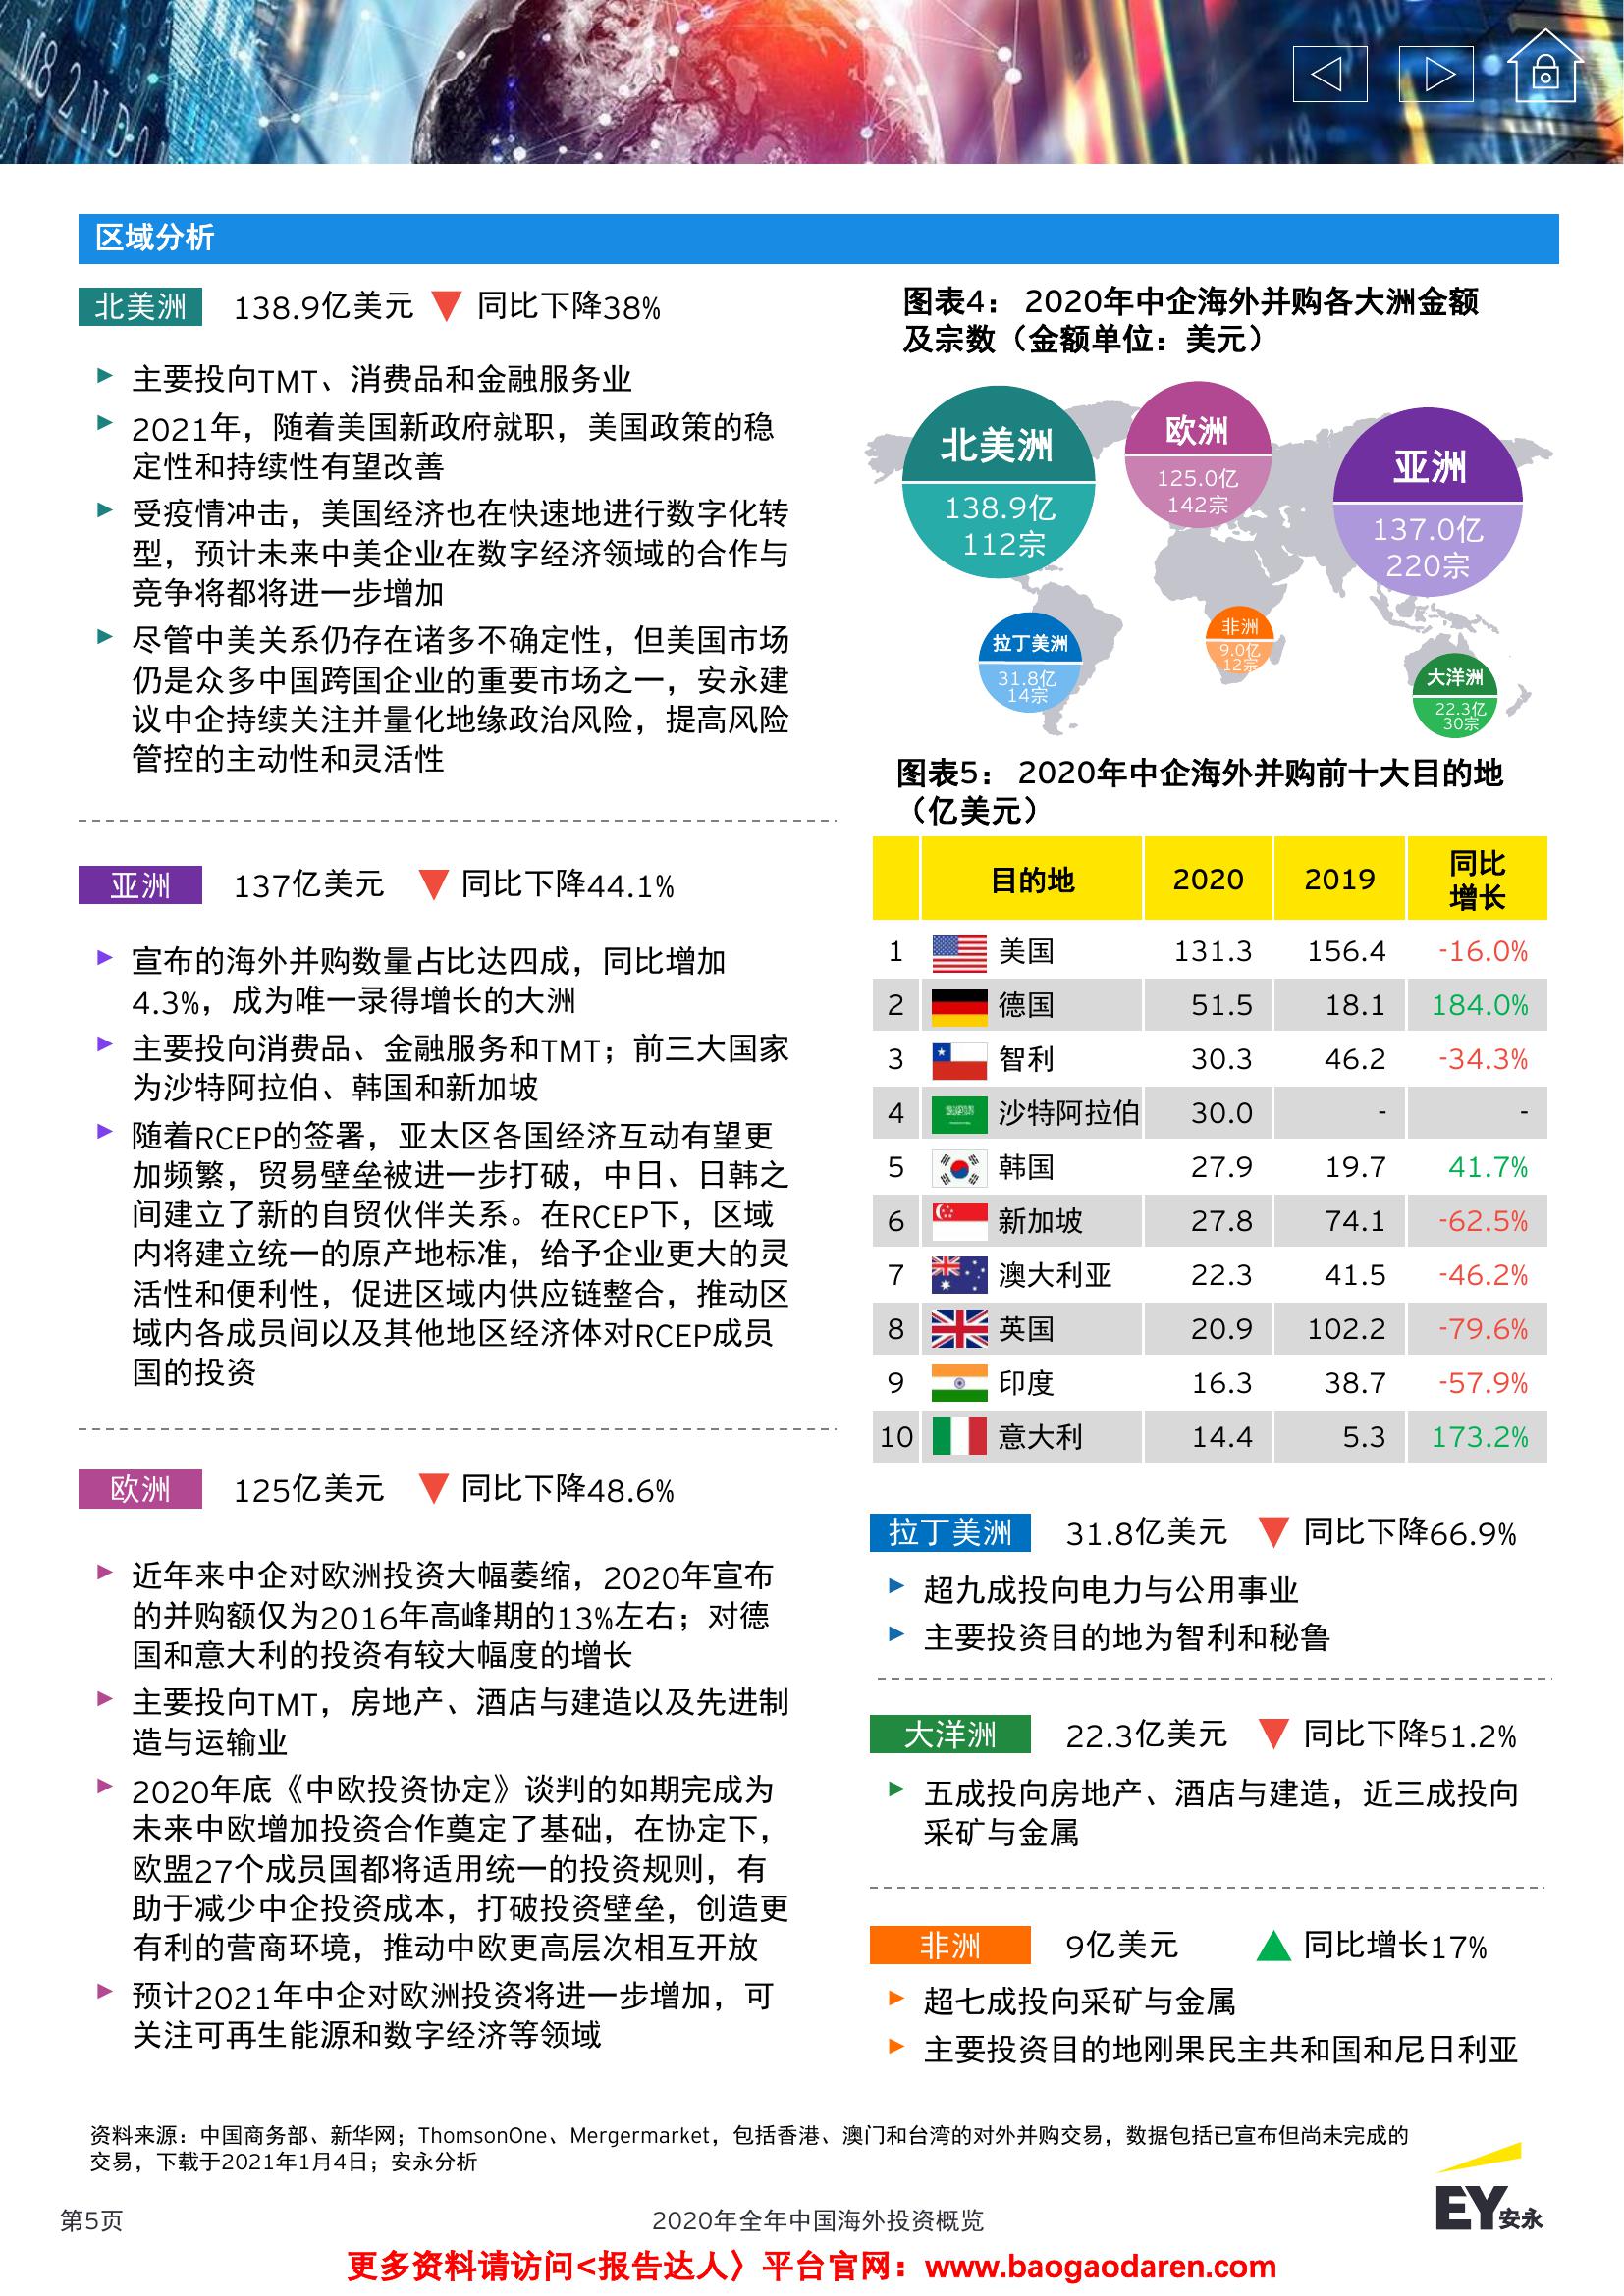 区域分析
北美洲 138.9亿美元 同比下降38%
主要投向TMT、消费品和金融服务业
2021年，随着美国新政府就职，美国政策的稳
定性和持续性有望改善
受疫情冲击，美国经济也在快速地进行数字化转
型，预计未来中美企业在数字经济领域的合作与
竞争将都将进一步增加
尽管中美关系仍存在诸多不确定性，但美国市场
仍是众多中国跨国企业的重要市场之一，安永建
议中企持续关注并量化地缘政治风险，提高风险
管控的主动性和灵活性
亚洲 137亿美元 同比下降44.1%
宣布的海外并购数量占比达四成，同比增加
4.3%，成为唯一录得增长的大洲
主要投向消费品、金融服务和TMT；前三大国家
为沙特阿拉伯、韩国和新加坡
随着RCEP的签署，亚太区各国经济互动有望更
加频繁，贸易壁垒被进一步打破，中日、日韩之
间建立了新的自贸伙伴关系。在RCEP下，区域
内将建立统一的原产地标准，给予企业更大的灵
活性和便利性，促进区域内供应链整合，推动区
域内各成员间以及其他地区经济体对RCEP成员
国的投资
欧洲 125亿美元 同比下降48.6%
近年来中企对欧洲投资大幅萎缩，2020年宣布
的并购额仅为2016年高峰期的13%左右；对德
国和意大利的投资有较大幅度的增长
主要投向TMT，房地产、酒店与建造以及先进制
造与运输业
2020年底《中欧投资协定》谈判的如期完成为
未来中欧增加投资合作奠定了基础，在协定下，
欧盟27个成员国都将适用统一的投资规则，有
助于减少中企投资成本，打破投资壁垒，创造更
有利的营商环境，推动中欧更高层次相互开放
预计2021年中企对欧洲投资将进一步增加，可
关注可再生能源和数字经济等领域
图表4： 2020年中企海外并购各大洲金额
及宗数（金额单位：美元）
北美洲
138.9亿
112宗
欧洲
125.0亿
142宗
亚洲
137.0亿
220宗
拉丁美洲
31.8亿
14宗
非洲
9.0亿
12宗
大洋洲
22.3亿
30宗
图表5： 2020年中企海外并购前十大目的地
（亿美元）
目的地 2020 2019 同比
增长
1 美国 131.3 156.4 -16.0%
2 德国 51.5 18.1 184.0%
3 智利 30.3 46.2 -34.3%
4 沙特阿拉伯 30.0 - -
5 韩国 27.9 19.7 41.7%
6 新加坡 27.8 74.1 -62.5%
7 澳大利亚 22.3 41.5 -46.2%
8 英国 20.9 102.2 -79.6%
9 印度 16.3 38.7 -57.9%
10 意大利 14.4 5.3 173.2%
拉丁美洲 31.8亿美元 同比下降66.9%
超九成投向电力与公用事业
主要投资目的地为智利和秘鲁
大洋洲 22.3亿美元 同比下降51.2%
五成投向房地产、酒店与建造，近三成投向
采矿与金属
非洲 9亿美元 同比增长17%
超七成投向采矿与金属
主要投资目的地刚果民主共和国和尼日利亚
资料来源：中国商务部、新华网；ThomsonOne、Mergermarket，包括香港、澳门和台湾的对外并购交易，数据包括已宣布但尚未完成的
交易，下载于2021年1月4日；安永分析
EY安永
第5页
2020年全年中国海外投资概览
更多资料请访问<报告达人〉平台官网：www.baogaodaren.com